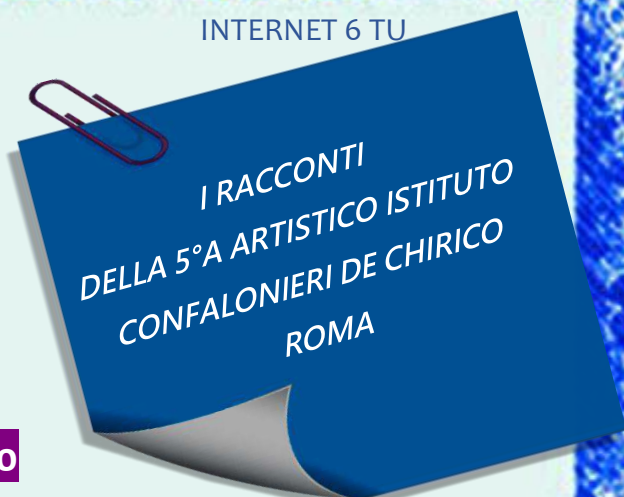 INTERNET 6 TU
I RACCONTI
DELLA 5°A ARTISTICO ISTITUTO
CONFALONIERI DE CHIRICO
ROMA
o